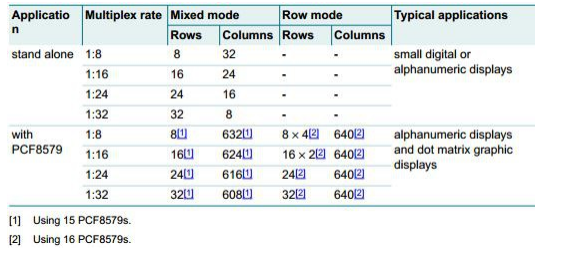 Applicatio
n Multiplex rate Mixed mode Row mode Typical applications
Rows Columns Rows Columns
stand alone 1:8 8 32 - - small digital or
alphanumeric displays
1:16 16 24 - -
1:24 24 16 - -
1:32 32 8 - -
with
PCF8579 1:8 8[1] 632[1] 8 × 4[2] 640[2] alphanumeric displays
and dot matrix graphic
displays
1:16 16[1] 624[1] 16 × 2[2] 640[2]
1:24 24[1] 616[1] 24[2] 640[2]
1:32 32[1] 608[1] 32[2] 640[2]
[1] Using 15 PCF8579s.
[2] Using 16 PCF8579s.